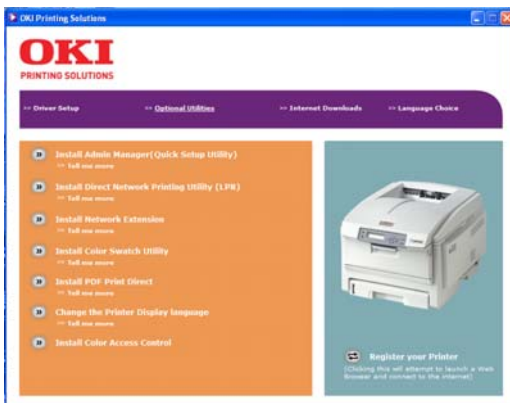 OKI Printing Solutions
OKI
PRINTING SOLUTIONS
>> Driver Setup >> Optional Utilities >> Internet Downloads >> Language Choice
Install Admin Manager(Quick Setup Utility)
>> Tell me more
Install Direct Network Printing Utility (LPR)
>> Tell me more
Install Network Extension
>> Tell me more
Install Color Swatch Utility
>> Tell me more
Install PDF Print Direct
>> Tell me more
Change the Printer Display language
>> Tell me more
Install Color Access Control
Register your Printer
(Clicking this will attempt to launch a Web
Browser and connect to the internet)